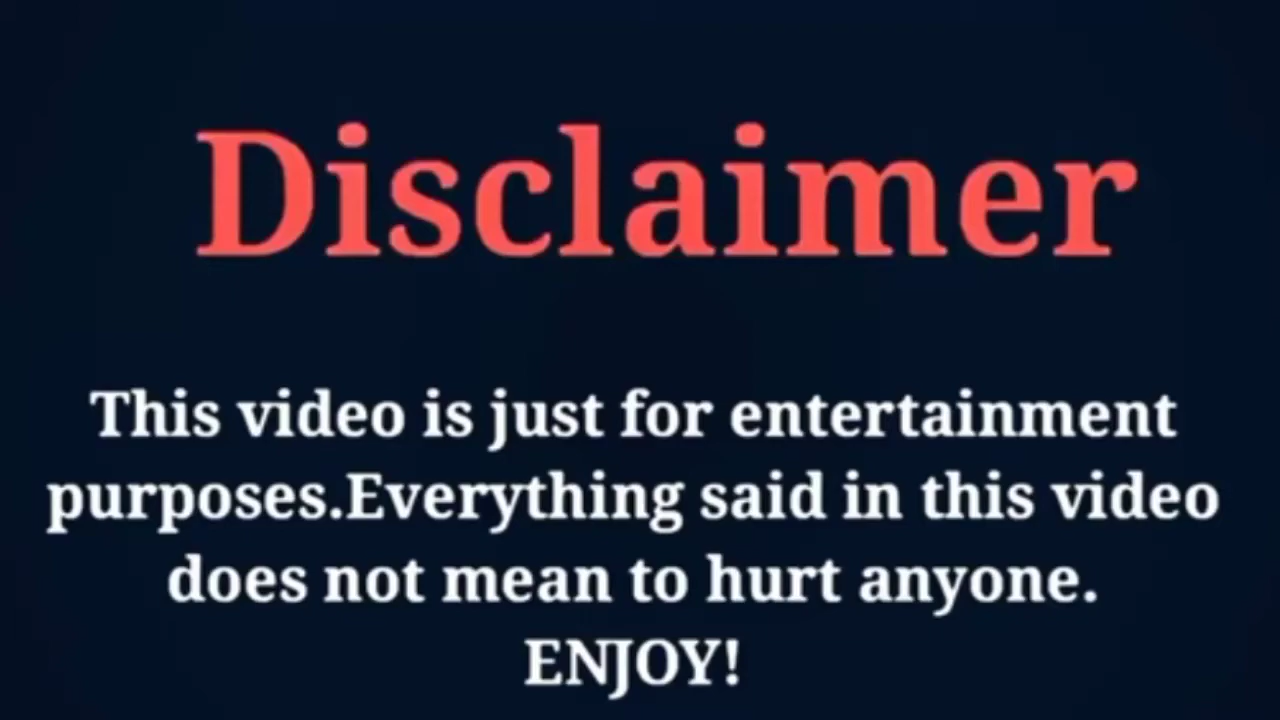 Disclaimer
This video is just for entertainment
purposes.Everything said in this video
does not mean to hurt anyone.
ENJOY!